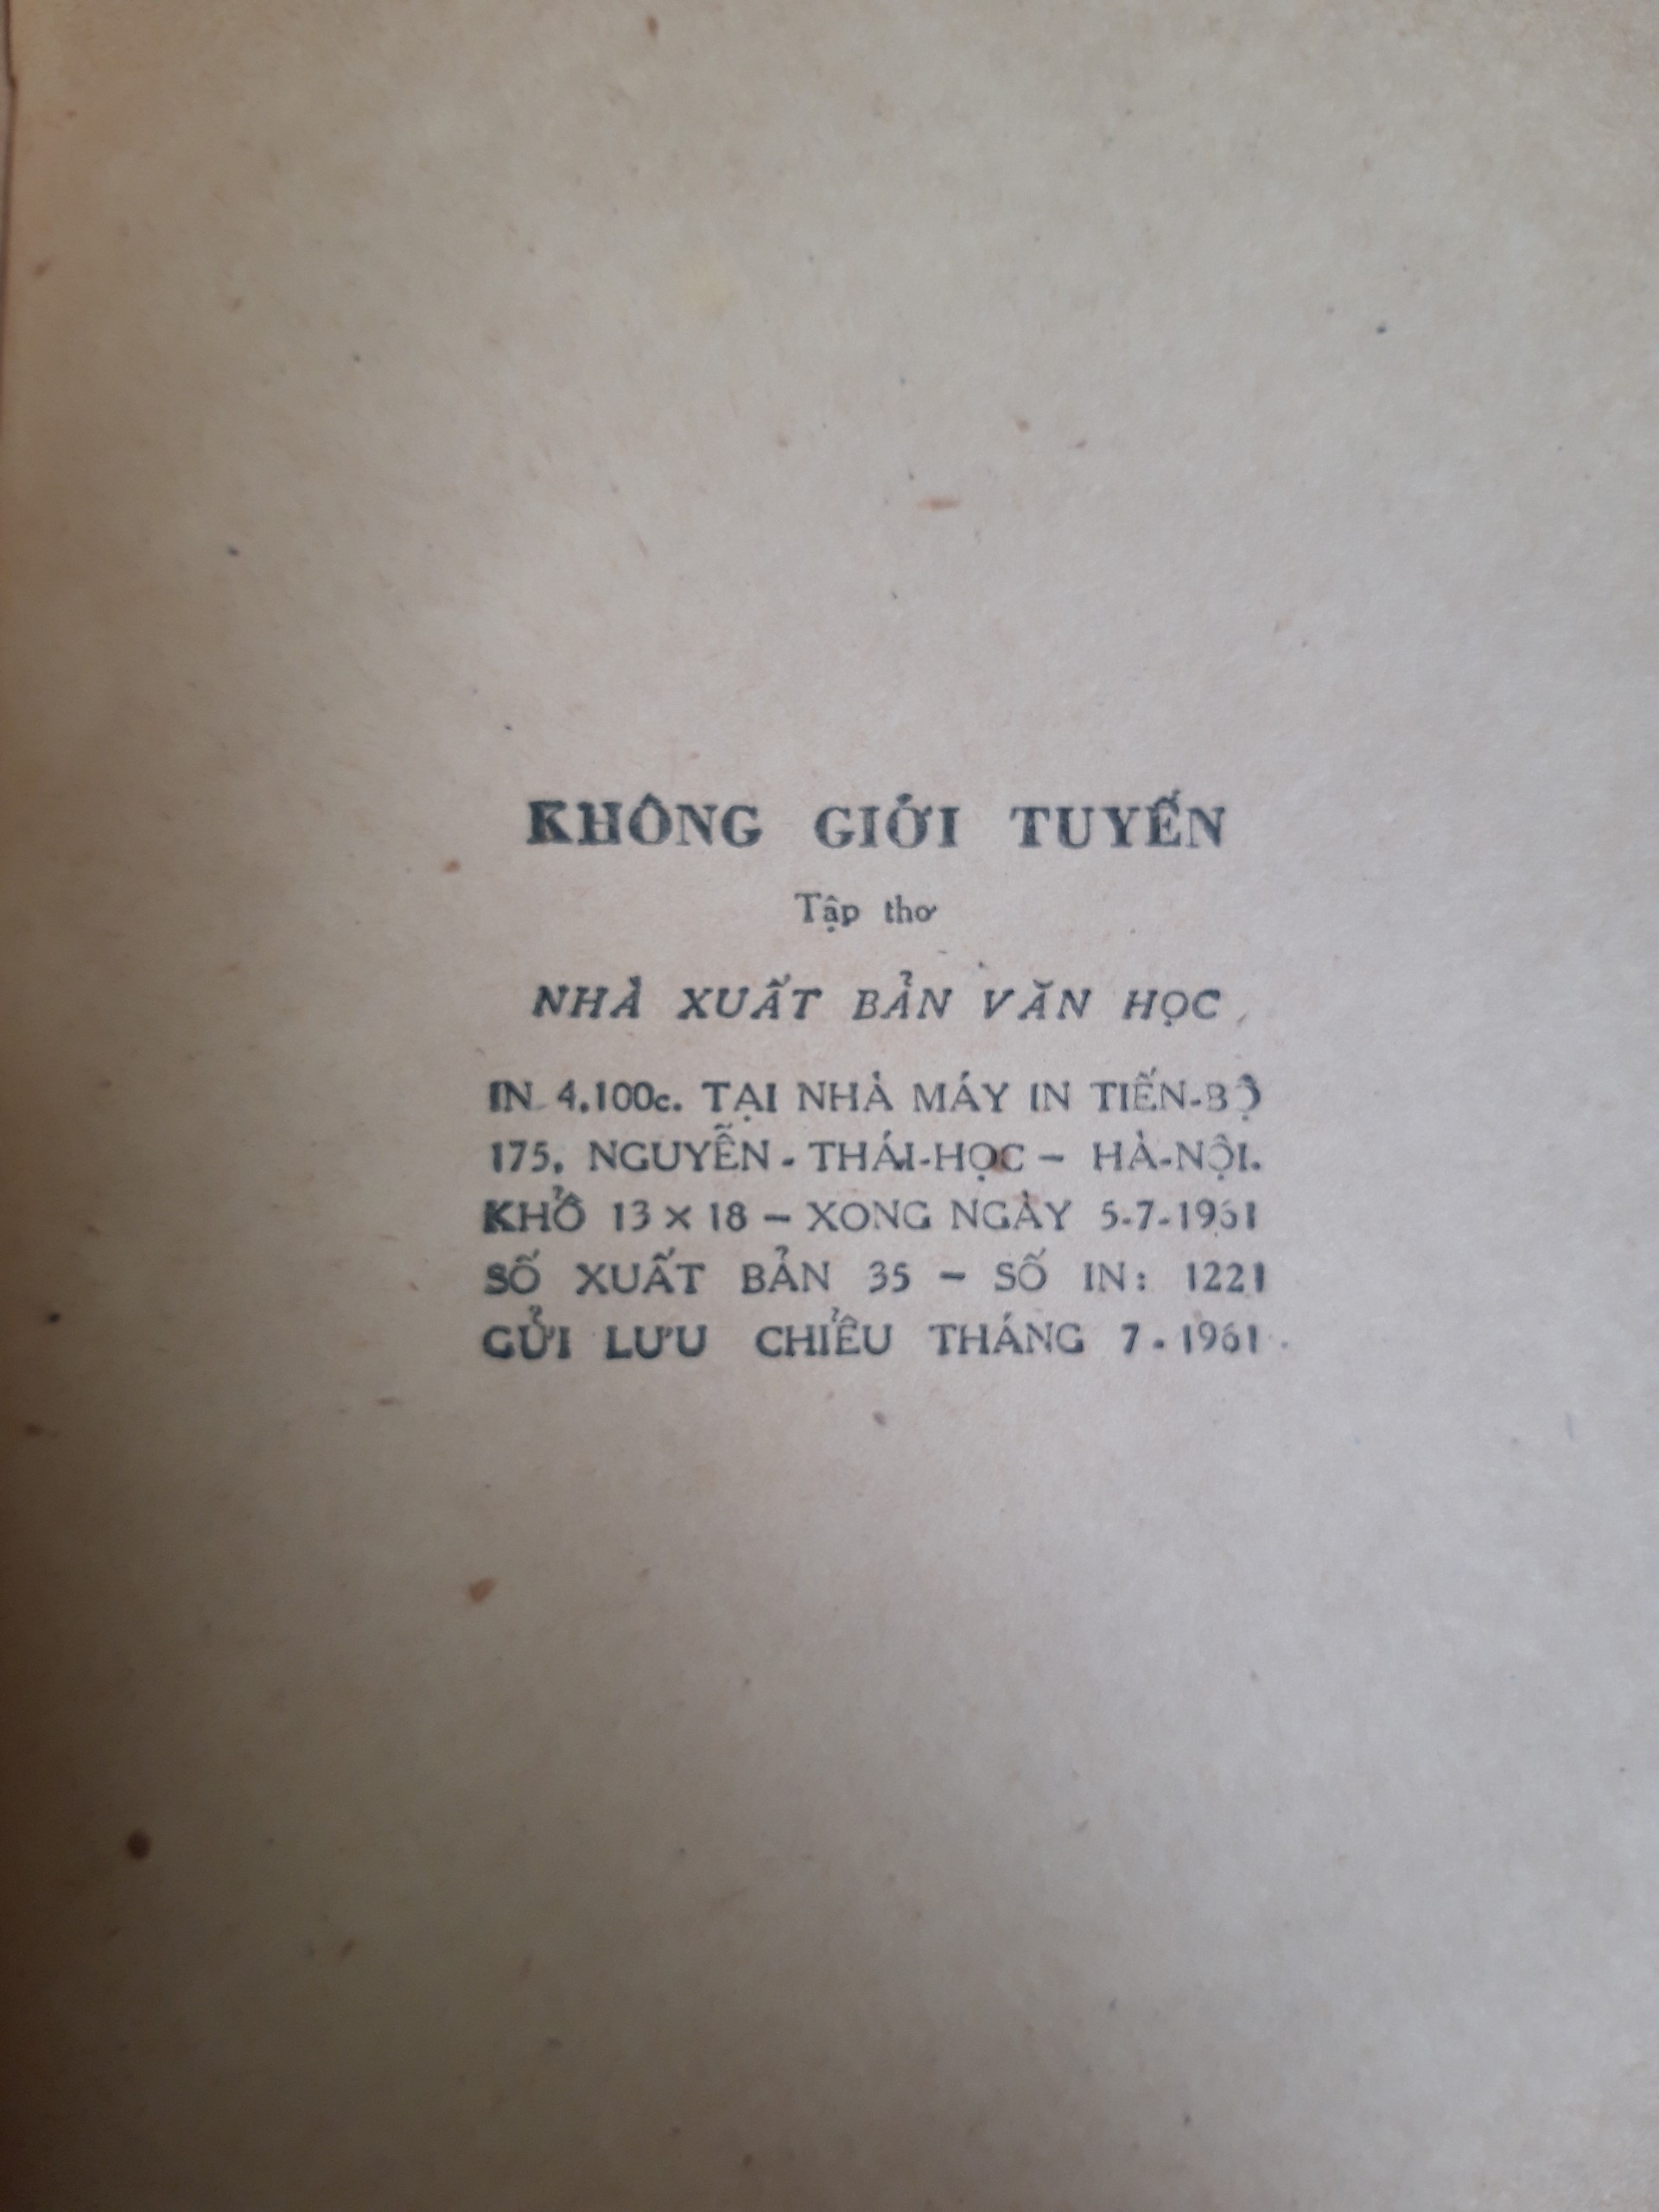 KHÔNG GIỚI TUYẾN
Tập thơ
NHÀ XUẤT BẢN VĂN HỌC
IN 4.100c. TẠI NHÀ MÁY IN TIẾN-BỘ
175, NGUYỄN - THÁI-HỌC — HÀ-NỘI.
KHỔ 13 × 18 — XONG NGÀY 5-7-1961
SỐ XUẤT BẢN 35 — SỐ IN: 1221
GỬI LƯU CHIỂU THÁNG 7 - 1961.